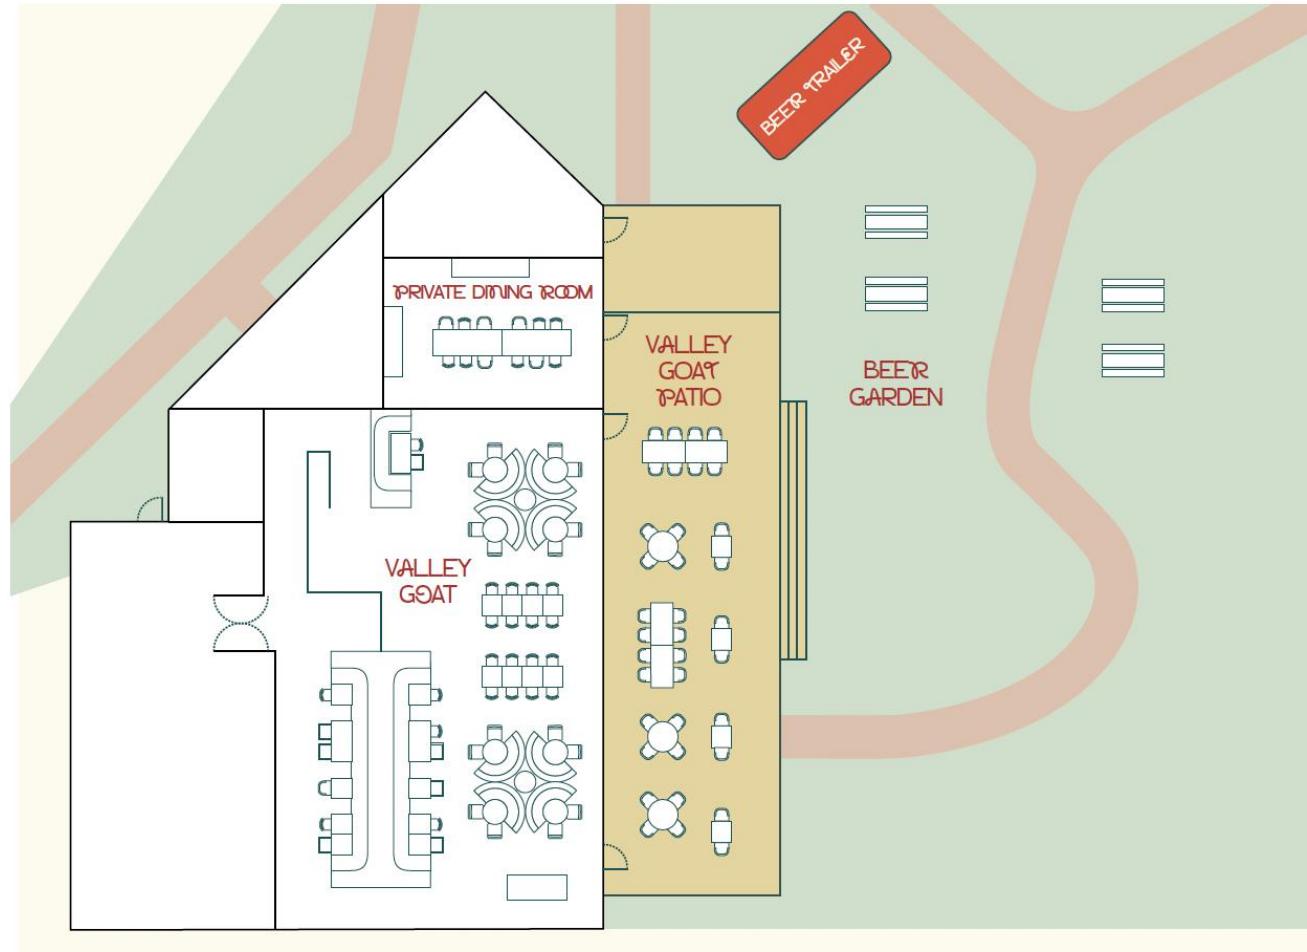 BEER TRAILER
PRIVATE DINING ROOM
VALLEY
GOAT
PATIO
BEER
GARDEN
VALLEY
GOAT